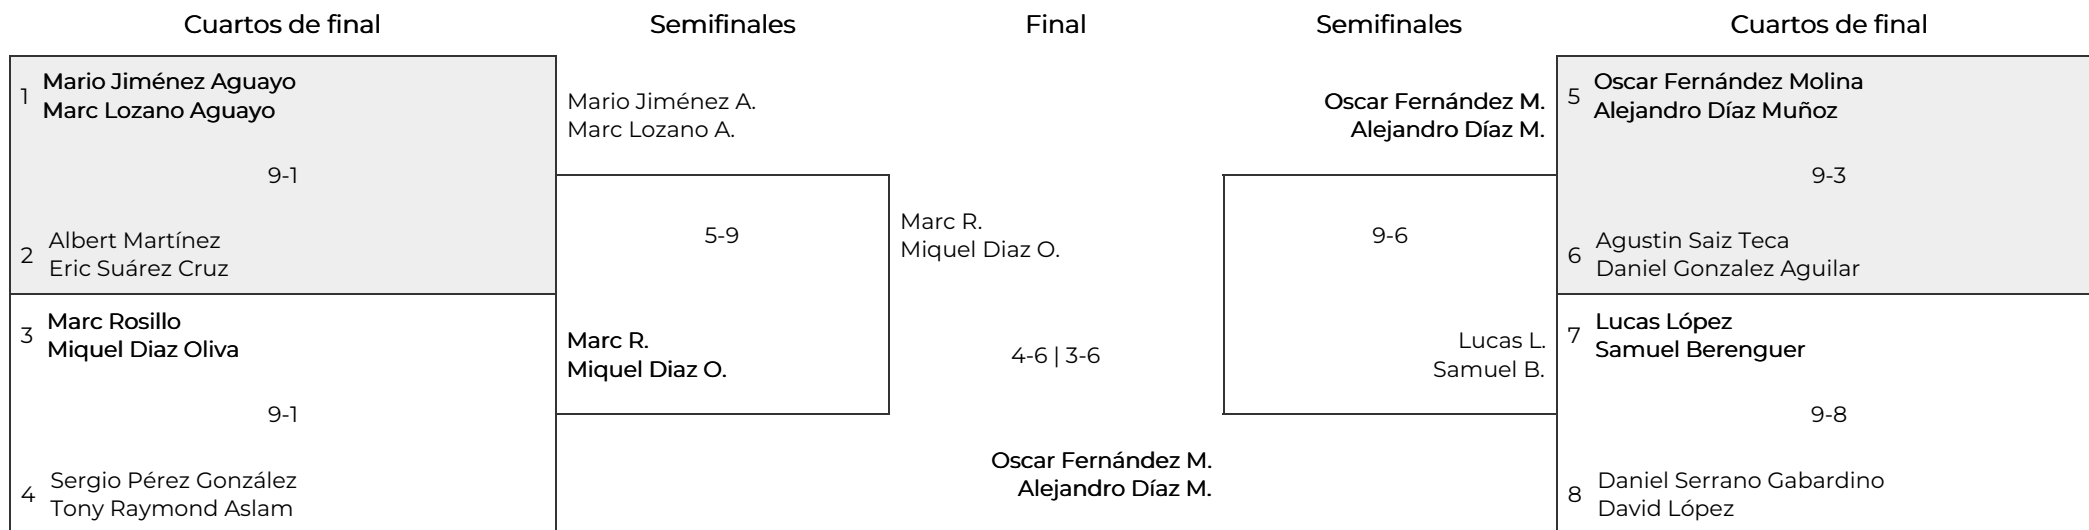 Cuartos de final
Semifinales
Final
Semifinales
Cuartos de final
1
Mario Jiménez Aguayo
Marc Lozano Aguayo
9-1
2
Albert Martínez
Eric Suárez Cruz
3
Marc Rosillo
Miquel Diaz Oliva
9-1
4
Sergio Pérez González
Tony Raymond Aslam
Mario Jiménez A.
Marc Lozano A.
5-9
Marc R.
Miquel Diaz O.
Marc R.
Miquel Diaz O.
4-6 | 3-6
Oscar Fernández M.
Alejandro Díaz M.
Oscar Fernández M.
Alejandro Díaz M.
9-6
Lucas L.
Samuel B.
5
Oscar Fernández Molina
Alejandro Díaz Muñoz
9-3
6
Agustin Saiz Teca
Daniel Gonzalez Aguilar
7
Lucas López
Samuel Berenguer
9-8
8
Daniel Serrano Gabardino
David López